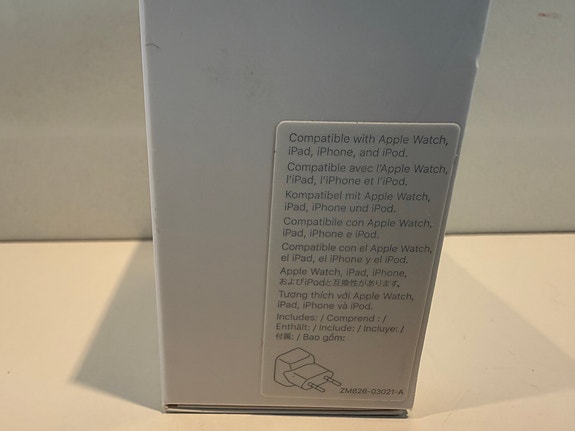 Compatible with Apple Watch,
iPad, iPhone, and iPod.
Compatible avec l'Apple Watch,
l'iPad, l'iPhone et l'iPod.
Kompatibel mit Apple Watch,
iPad, iPhone und iPod.
Compatibile con Apple Watch,
iPad, iPhone e iPod.
Compatible con el Apple Watch,
el iPad, el iPhone y el iPod.
Apple Watch, iPad, iPhone,
およびiPodと互換性があります。
Tương thích với Apple Watch,
iPad, iPhone và iPod.
Includes: / Comprend : /
Enthält: / Include: / Incluye: /
付属: / Bao gồm:
ZM626-03021-A